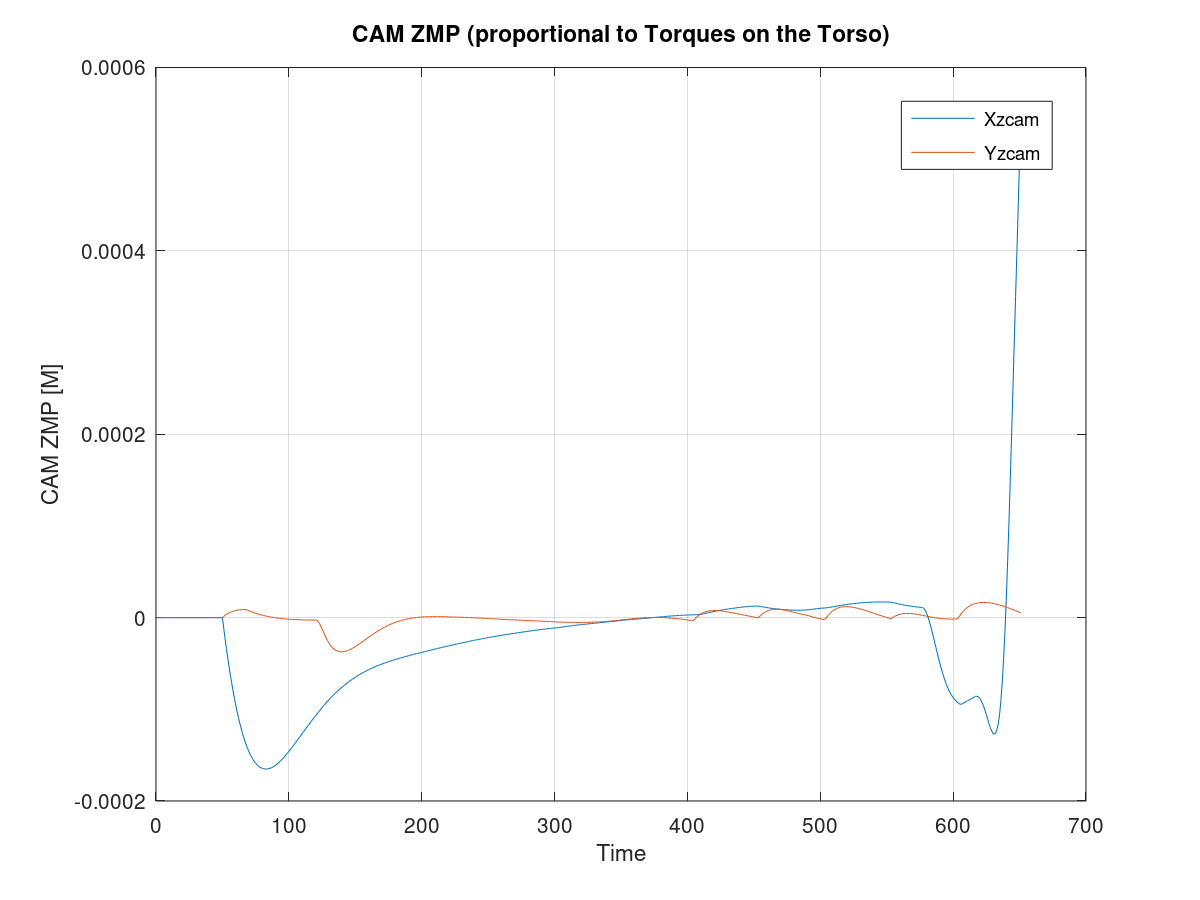 CAM ZMP (proportional to Torques on the Torso)
0.0006
Xzcam
Yzcam
0.0004
CAM ZMP [M]
0.0002
0
-0.0002
0 100 200 300 400 500 600 700
Time